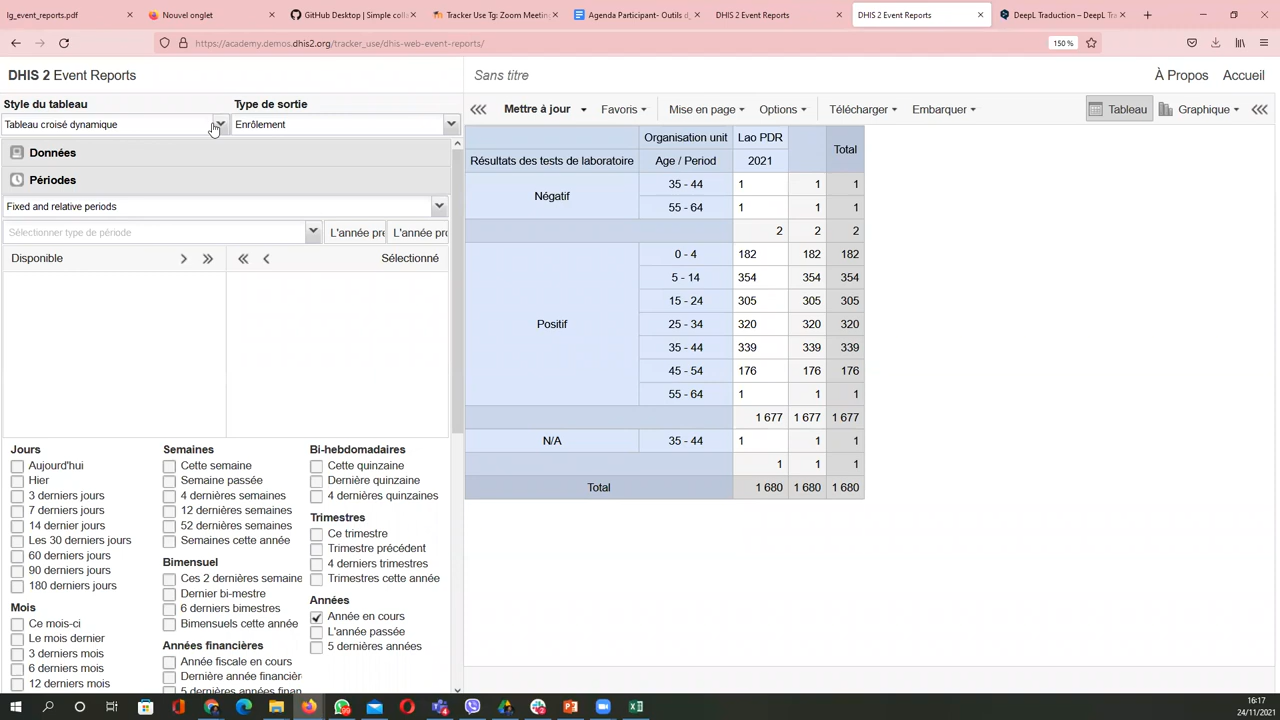 lg_event_reports.pdf
Nouvel onglet
GitHub Desktop | Simple colla
Tracker Use Tg: Zoom Meetin
Agenda Participant- Outils d
DHIS 2 Event Reports
DHIS 2 Event Reports
DeepL Traduction – DeepL Tra
https://academy.demos.dhis2.org/tracker_use/dhis-web-event-reports/
150 %
DHIS 2 Event Reports
Sans titre
À Propos
Accueil
Style du tableau
Type de sortie
Tableau croisé dynamique
Enrôlement
Mettre à jour
Favoris
Mise en page
Options
Télécharger
Embarquer
Tableau
Graphique
Données
Périodes
Fixed and relative periods
Sélectionner type de période
L'année pré
L'année pro
Disponible
Sélectionné
Jours
Aujourd'hui
Hier
3 derniers jours
7 derniers jours
14 dernier jours
Les 30 derniers jours
60 derniers jours
90 derniers jours
180 derniers jours
Mois
Ce mois-ci
Le mois dernier
3 derniers mois
6 derniers mois
12 derniers mois
Semaines
Cette semaine
Semaine passée
4 dernières semaines
12 dernières semaines
52 dernières semaines
Semaines cette année
Bimensuel
Ces 2 dernières semaine
Dernier bi-mestre
6 derniers bimestres
Bimensuels cette année
Années financières
Année fiscale en cours
Dernière année financièr
5 dernières années finan
Bi-hebdomadaires
Cette quinzaine
Dernière quinzaine
4 dernières quinzaines
Trimestres
Ce trimestre
Trimestre précédent
4 derniers trimestres
Trimestres cette année
Années
Année en cours
L'année passée
5 dernières années
Organisation unit Lao PDR Total
Résultats des tests de laboratoire Age / Period 2021
Négatif 35 - 44 1 1 1
55 - 64 1 1 1
2 2 2
Positif 0 - 4 182 182 182
5 - 14 354 354 354
15 - 24 305 305 305
25 - 34 320 320 320
35 - 44 339 339 339
45 - 54 176 176 176
55 - 64 1 1 1
1 677 1 677 1 677
N/A 35 - 44 1 1 1
1 1 1
Total 1 680 1 680 1 680
16:17
24/11/2021